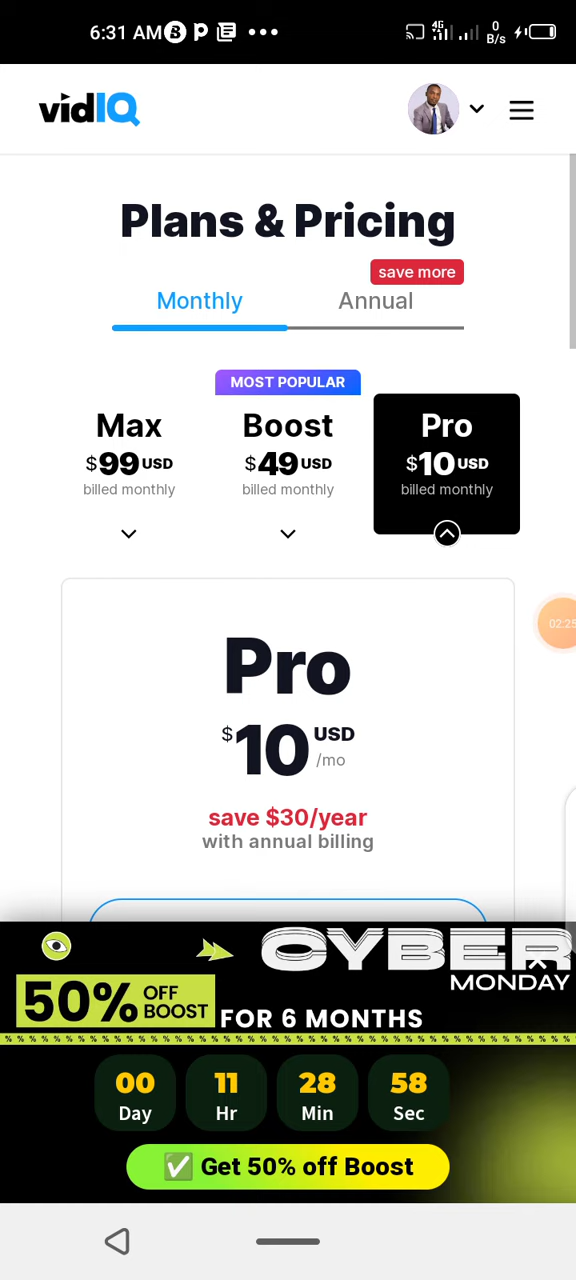 6:31 AM
4G
0
B/s
vidIQ
Plans & Pricing
save more
Monthly Annual
MOST POPULAR
Max Boost Pro
$99 USD $49 USD $10 USD
billed monthly billed monthly billed monthly
02:25
Pro
$10 USD
/mo
save $30/year
with annual billing
CYBER
MONDAY
50% OFF
BOOST FOR 6 MONTHS
00 11 28 58
Day Hr Min Sec
✅ Get 50% off Boost